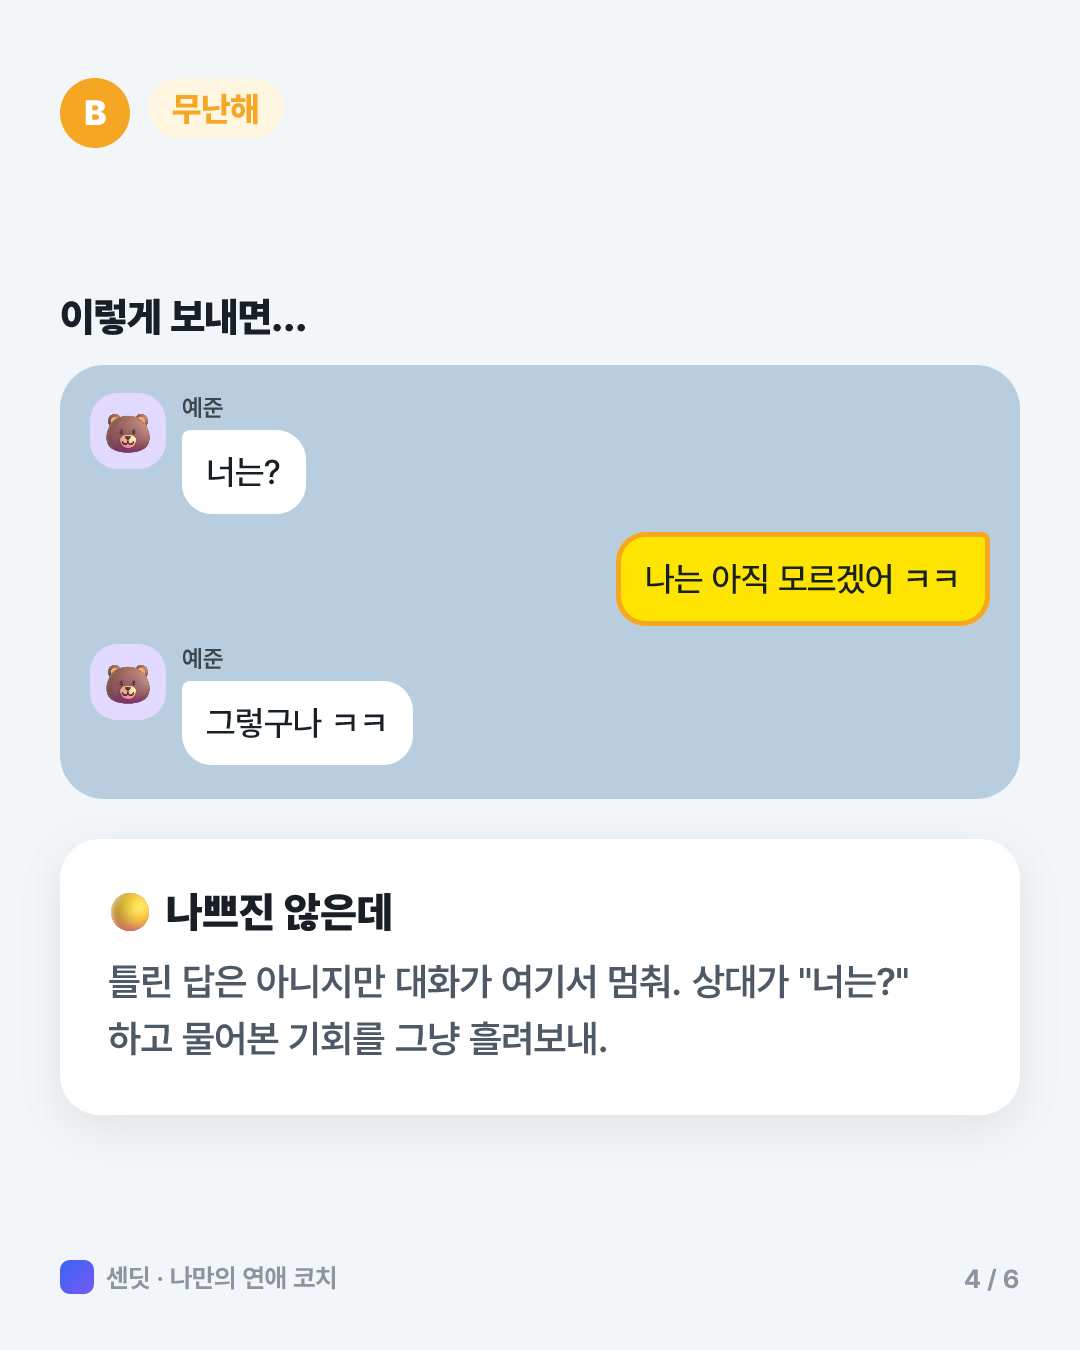 B 무난해
이렇게 보내면...
예준
너는?
나는 아직 모르겠어 ㅋㅋ
예준
그렇구나 ㅋㅋ
나쁘진 않은데
틀린 답은 아니지만 대화가 여기서 멈춰. 상대가 "너는?"
하고 물어본 기회를 그냥 흘려보내.
센딧 · 나만의 연애 코치
4 / 6